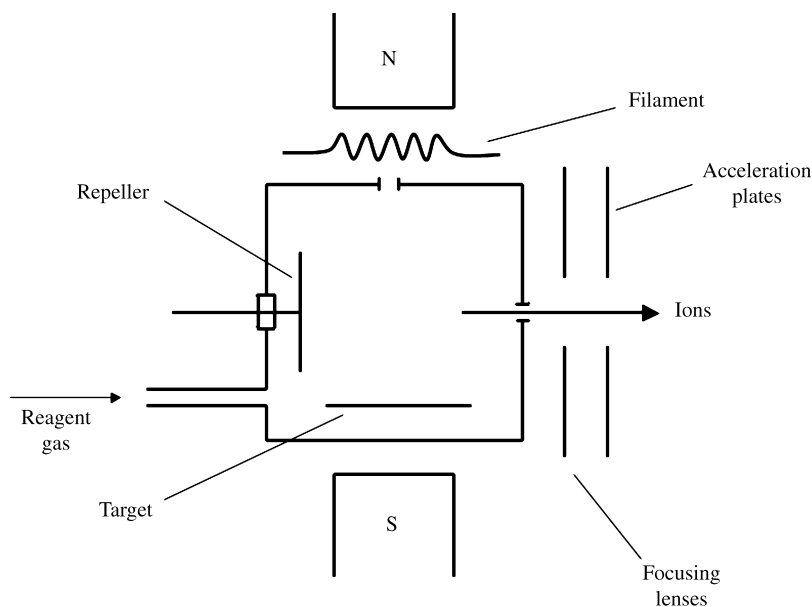 N
Filament
Acceleration
plates
Repeller
Ions
Reagent
gas
Target
S
Focusing
lenses